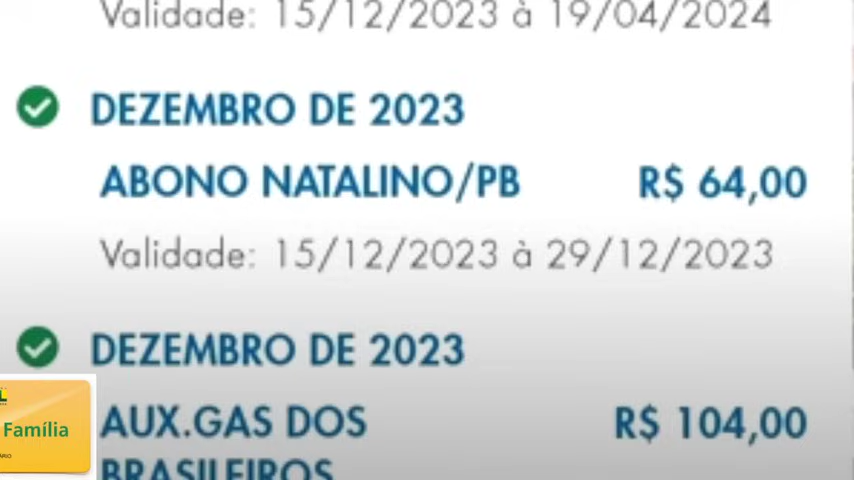 Validade: 15/12/2023 à 19/04/2024
DEZEMBRO DE 2023
ABONO NATALINO/PB R$ 64,00
Validade: 15/12/2023 à 29/12/2023
DEZEMBRO DE 2023
Família
AUX.GAS DOS R$ 104,00
BRASILEIROS